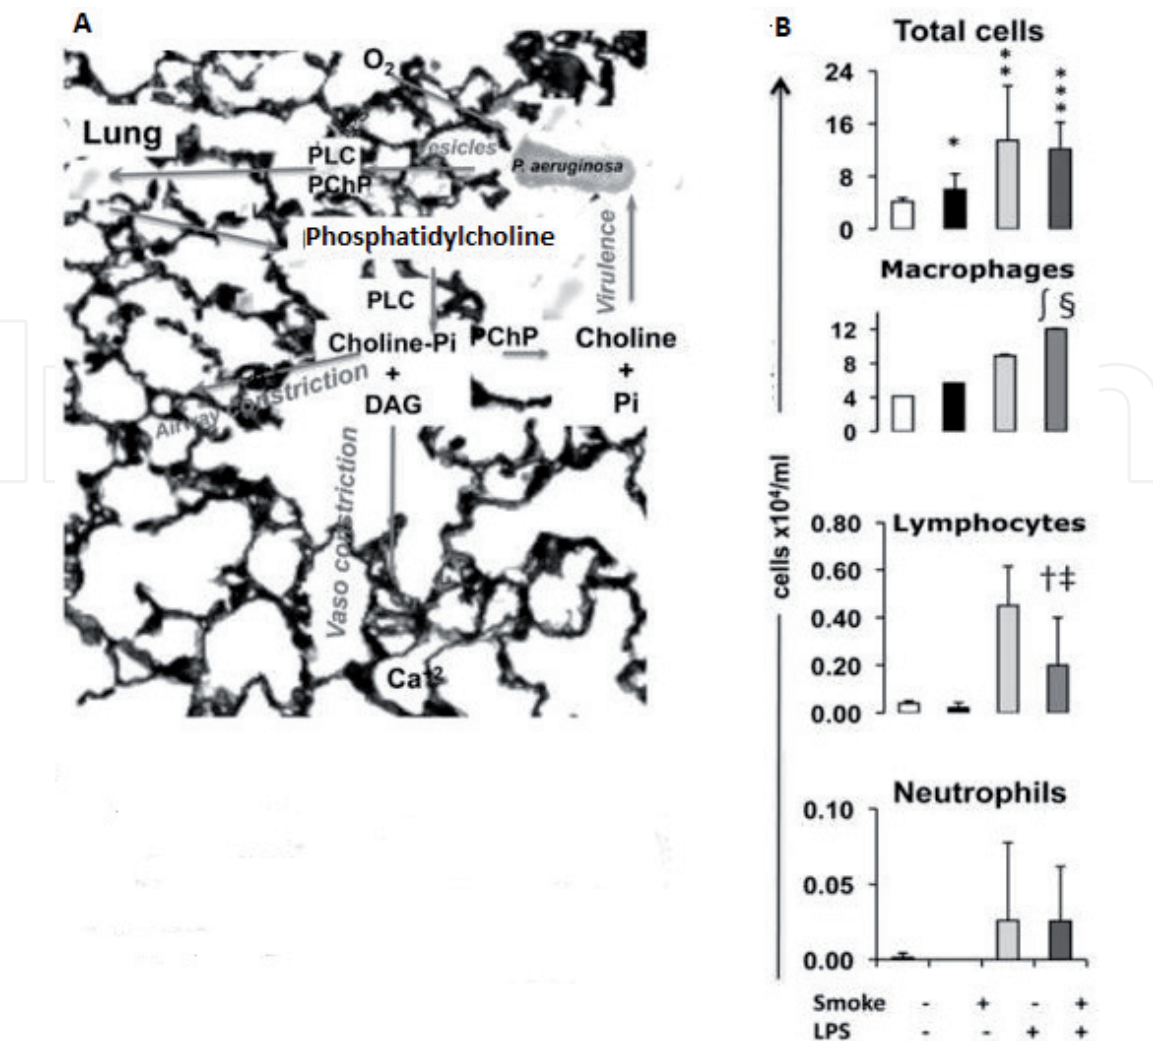 A
O2
Lung
PLC
esicles
P. aeruginosa
PChP
Phosphatidylcholine
Virulence
PLC
Choline-Pi
PChP
Choline
+
+
DAG
Pi
Airway constriction
Vaso constriction
Ca+2
B
Total cells
**
***
*
24
16
8
0
Macrophages
∫ §
12
8
4
0
cells x10⁴/ml
Lymphocytes
†‡
0.80
0.60
0.40
0.20
0.00
Neutrophils
0.10
0.05
0.00
Smoke - + - +
LPS - - + +